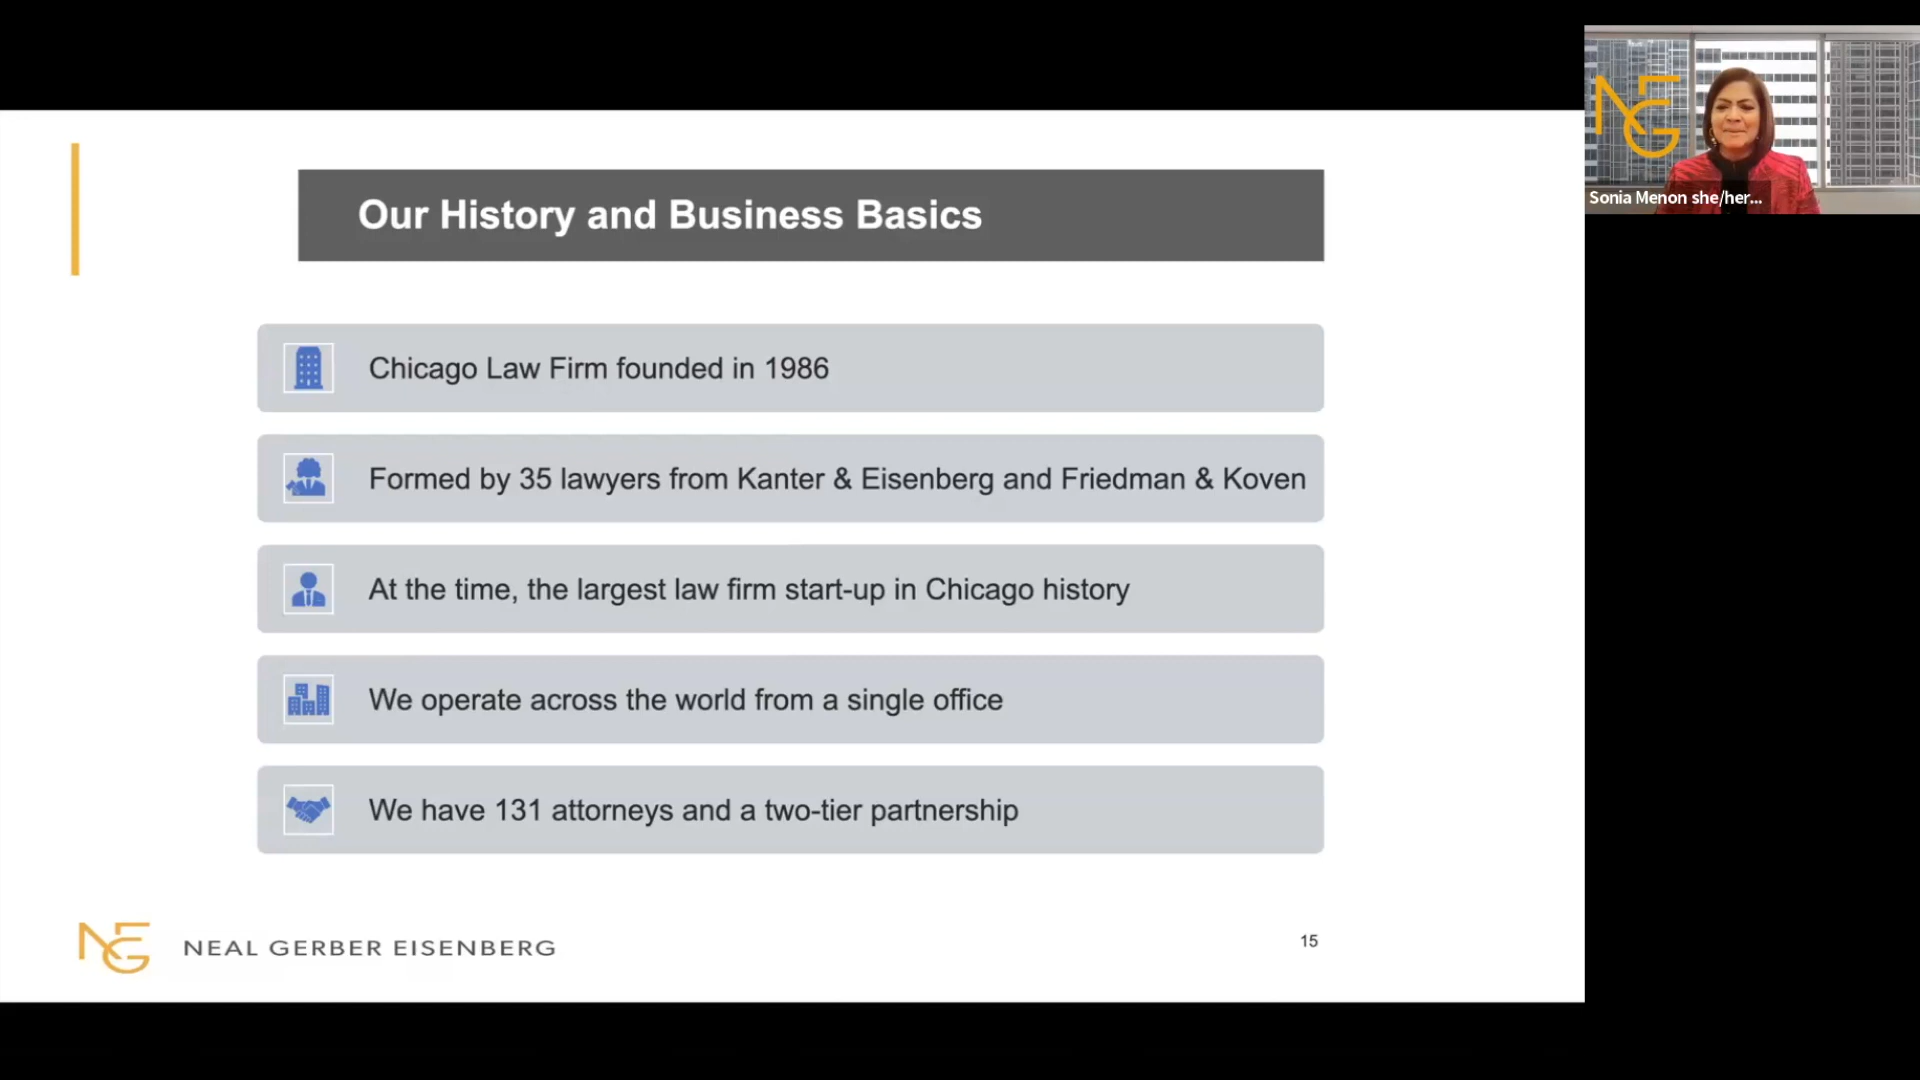 Our History and Business Basics
Chicago Law Firm founded in 1986
Formed by 35 lawyers from Kanter & Eisenberg and Friedman & Koven
At the time, the largest law firm start-up in Chicago history
We operate across the world from a single office
We have 131 attorneys and a two-tier partnership
NGE NEAL GERBER EISENBERG
15
NGE
Sonia Menon she/her...